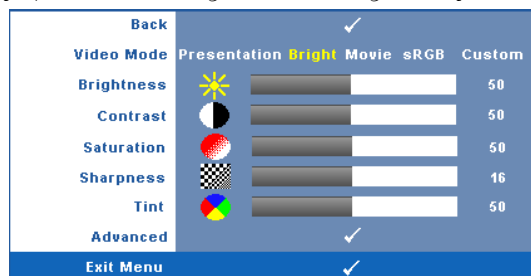 Back
Video Mode Presentation Bright Movie sRGB Custom
Brightness 50
Contrast 50
Saturation 50
Sharpness 16
Tint 50
Advanced
Exit Menu